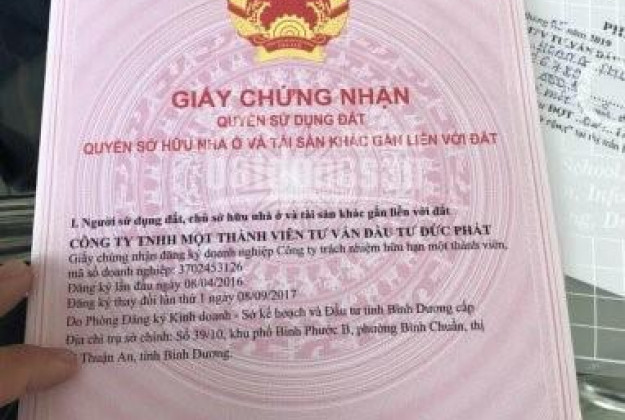 GIẤY CHỨNG NHẬN
QUYỀN SỬ DỤNG ĐẤT
QUYỀN SỞ HỮU NHÀ Ở VÀ TÀI SẢN KHÁC GẮN LIỀN VỚI ĐẤT
I. Người sử dụng đất, chủ sở hữu nhà ở và tài sản khác gắn liền với đất
CÔNG TY TNHH MỘT THÀNH VIÊN TƯ VẤN ĐẦU TƯ ĐỨC PHÁT
Giấy chứng nhận đăng ký doanh nghiệp Công ty trách nhiệm hữu hạn một thành viên,
mã số doanh nghiệp: 3702453126
Đăng ký lần đầu ngày 08/04/2016
Đăng ký thay đổi lần thứ 1 ngày 08/09/2017
Do Phòng Đăng ký Kinh doanh - Sở kế hoạch và Đầu tư tỉnh Bình Dương cấp
Địa chỉ trụ sở chính: Số 39/10, khu phố Bình Phước B, phường Bình Chuẩn, thị
Thuận An, tỉnh Bình Dương.
năm 2019
TƯ VẤN ĐẦU
School